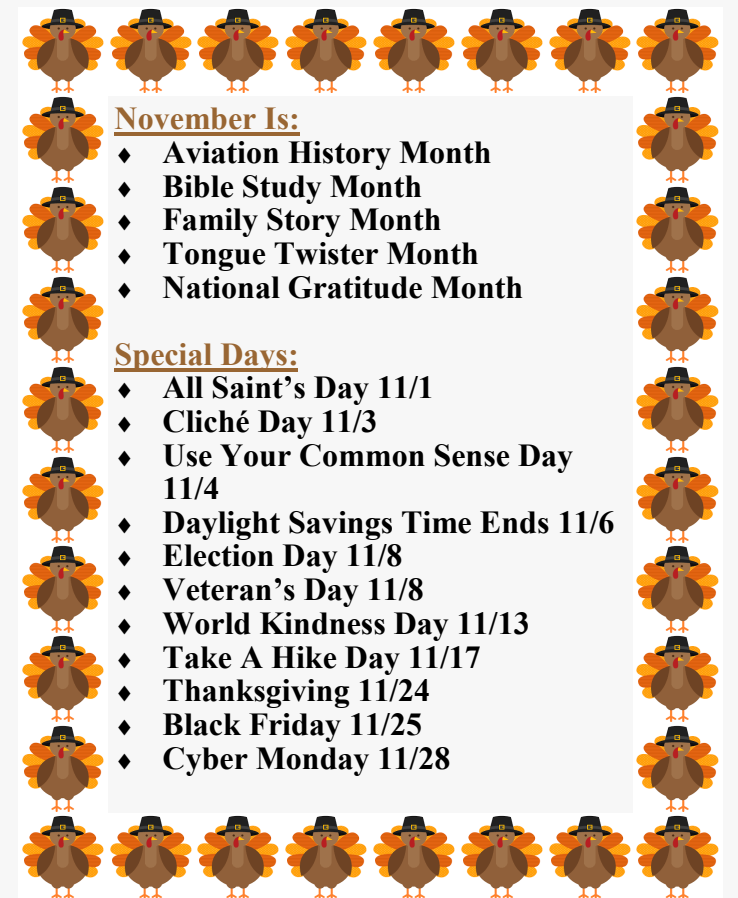 November Is:
♦ Aviation History Month
♦ Bible Study Month
♦ Family Story Month
♦ Tongue Twister Month
♦ National Gratitude Month
Special Days:
♦ All Saint’s Day 11/1
♦ Cliché Day 11/3
♦ Use Your Common Sense Day
11/4
♦ Daylight Savings Time Ends 11/6
♦ Election Day 11/8
♦ Veteran’s Day 11/8
♦ World Kindness Day 11/13
♦ Take A Hike Day 11/17
♦ Thanksgiving 11/24
♦ Black Friday 11/25
♦ Cyber Monday 11/28